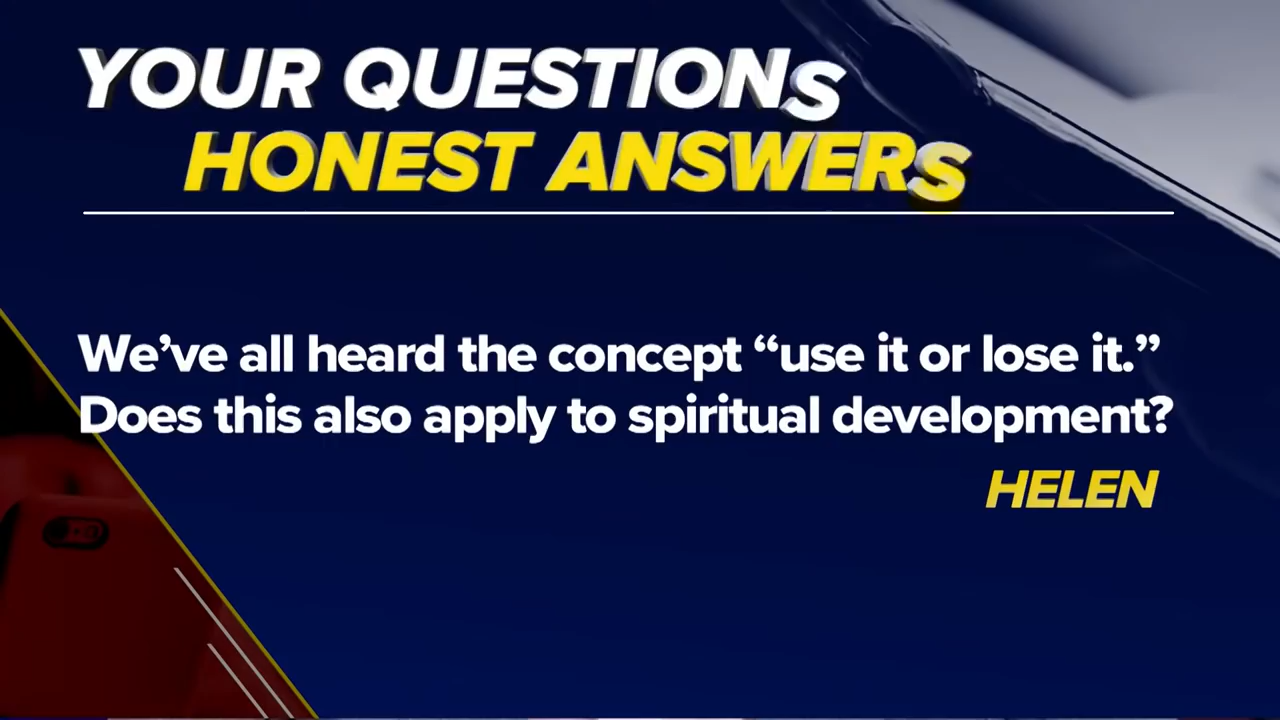 YOUR QUESTIONS
HONEST ANSWERS
We’ve all heard the concept “use it or lose it.”
Does this also apply to spiritual development?
HELEN